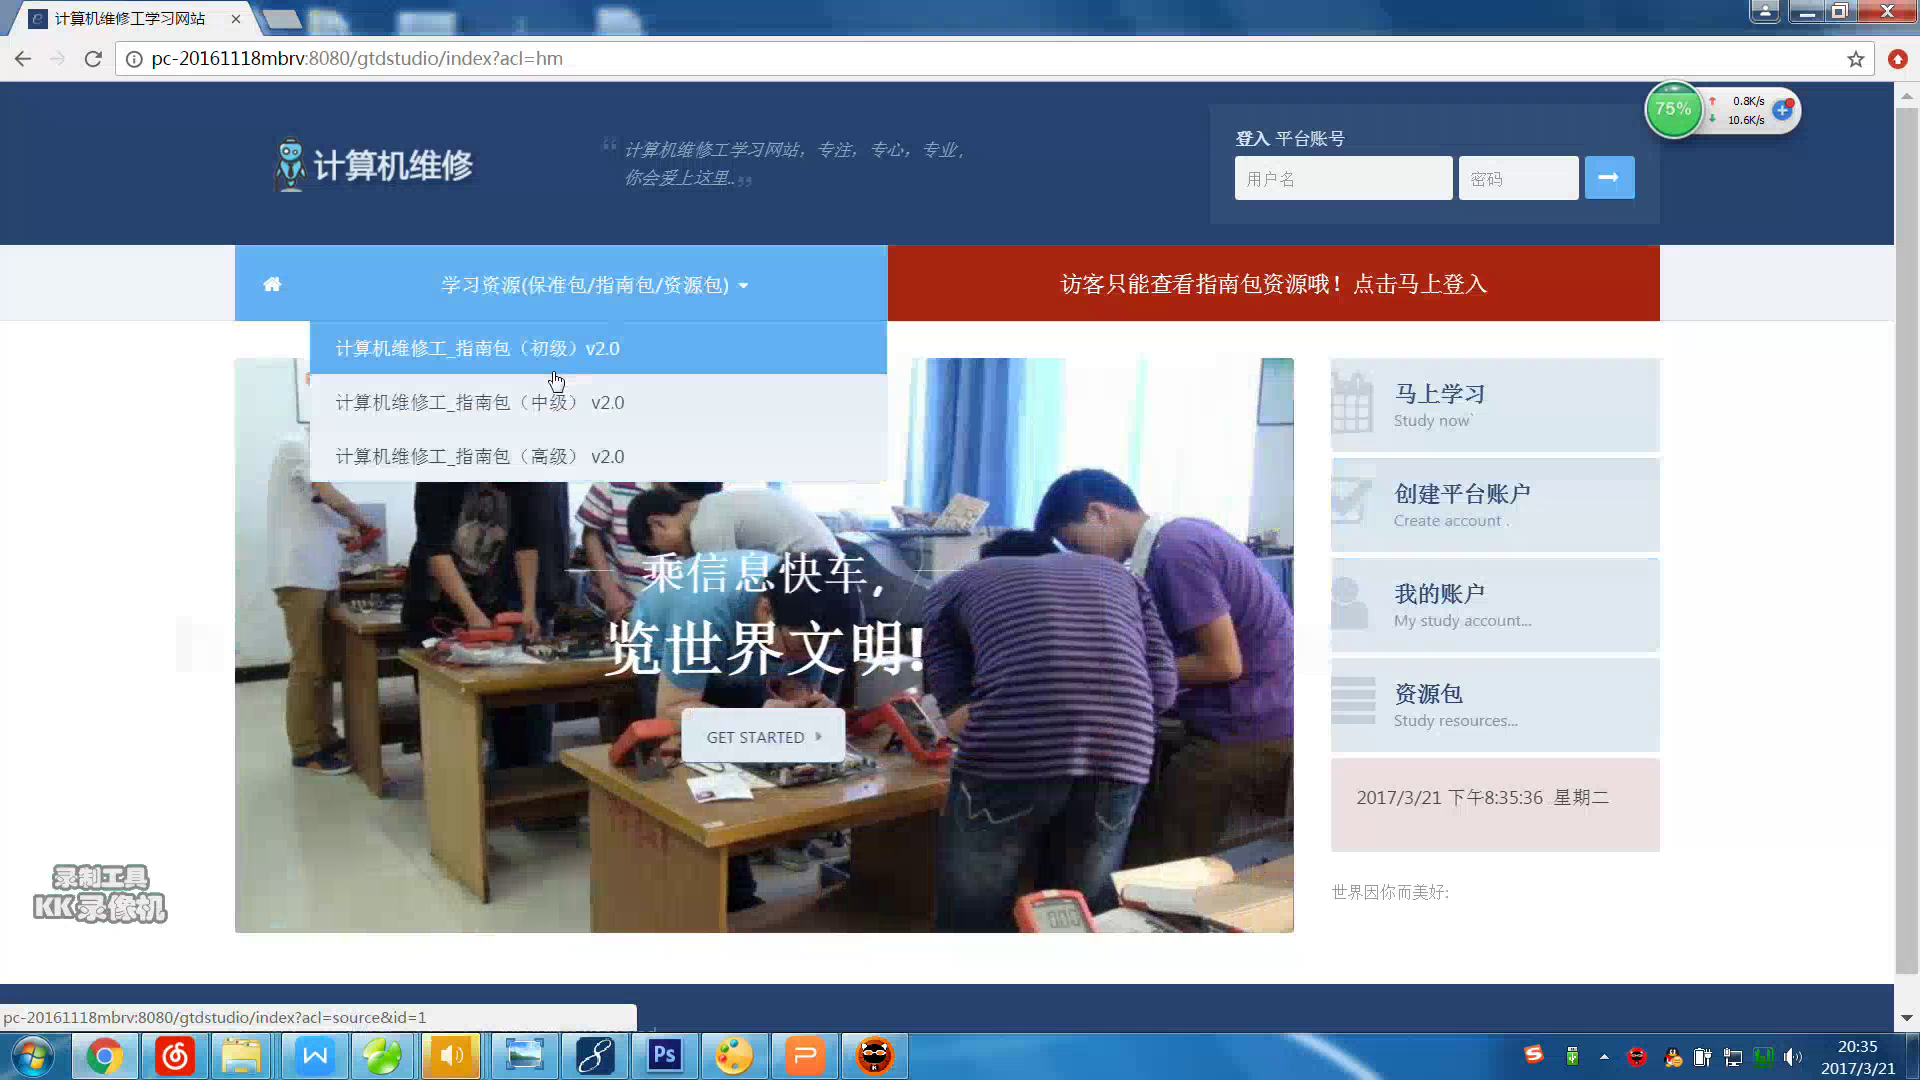 计算机维修工学习网站
pc-20161118mbrv:8080/gtdstudio/index?acl=hm
75%
0.8K/s
10.6K/s
计算机维修
计算机维修工学习网站，专注，专心，专业，
你会爱上这里..
登入 平台账号
用户名
密码
学习资源(保准包/指南包/资源包)
访客只能查看指南包资源哦！点击马上登入
计算机维修工_指南包（初级）v2.0
计算机维修工_指南包（中级） v2.0
计算机维修工_指南包（高级） v2.0
乘信息快车,
览世界文明!
GET STARTED
马上学习
Study now`
创建平台账户
Create account .
我的账户
My study account...
资源包
Study resources...
2017/3/21 下午8:35:36 星期二
世界因你而美好:
录制工具
KK录像机
pc-20161118mbrv:8080/gtdstudio/index?acl=source&id=1
20:35
2017/3/21